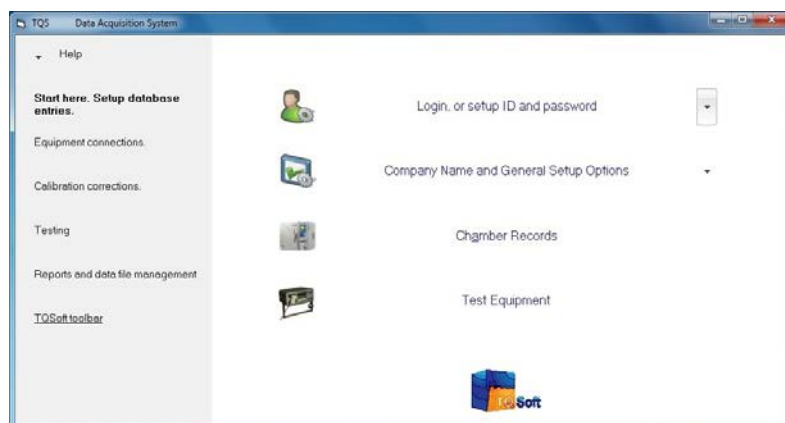 TQS Data Acquisition System
Help
Start here. Setup database
entries.
Equipment connections.
Calibration corrections.
Testing
Reports and data file management
TQSoft toolbar
Login, or setup ID and password
Company Name and General Setup Options
Chamber Records
Test Equipment
TQSoft